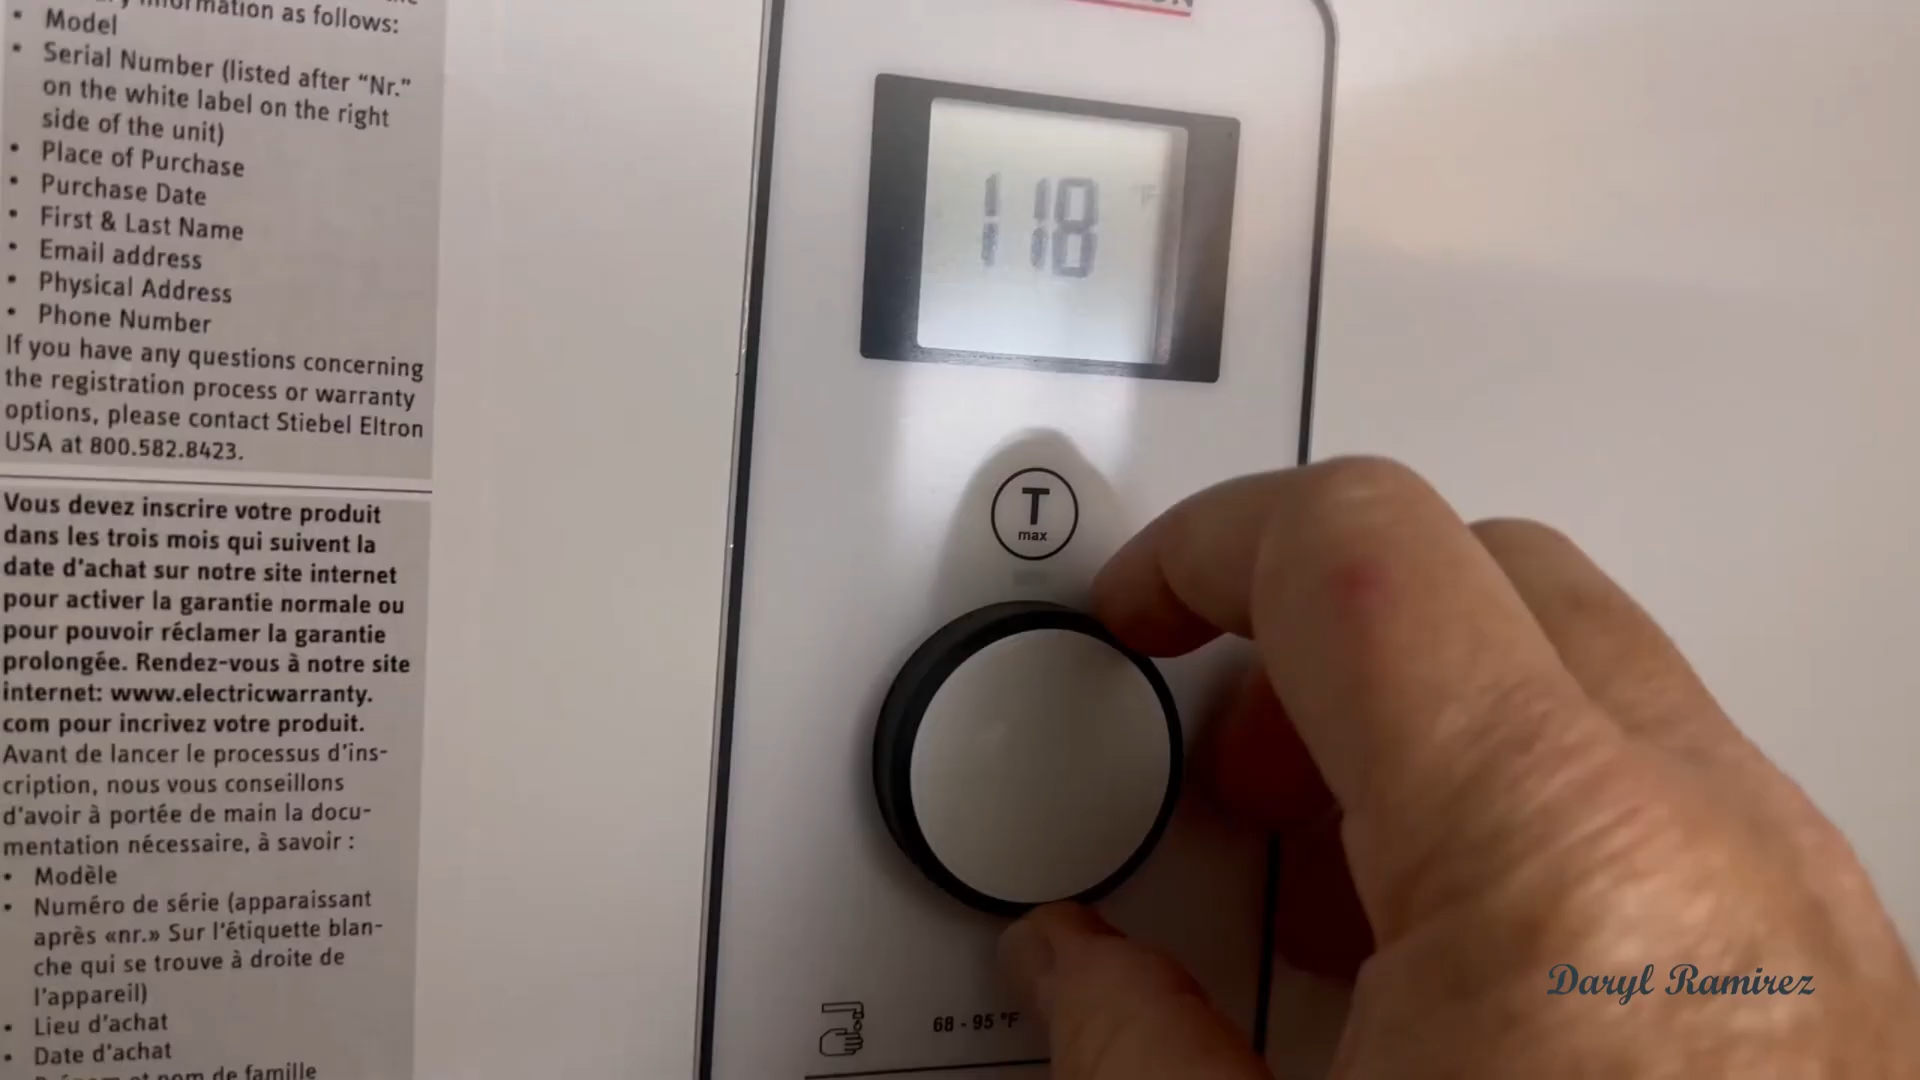 information as follows:
• Model
• Serial Number (listed after “Nr.”
on the white label on the right
side of the unit)
• Place of Purchase
• Purchase Date
• First & Last Name
• Email address
• Physical Address
• Phone Number
If you have any questions concerning
the registration process or warranty
options, please contact Stiebel Eltron
USA at 800.582.8423.
Vous devez inscrire votre produit
dans les trois mois qui suivent la
date d'achat sur notre site internet
pour activer la garantie normale ou
pour pouvoir réclamer la garantie
prolongée. Rendez-vous à notre site
internet: www.electricwarranty.
com pour incrivez votre produit.
Avant de lancer le processus d'ins-
cription, nous vous conseillons
d'avoir à portée de main la docu-
mentation nécessaire, à savoir :
• Modèle
• Numéro de série (apparaissant
après «nr.» Sur l'étiquette blan-
che qui se trouve à droite de
l'appareil)
• Lieu d'achat
• Date d'achat
et nom de famille
118 °F
T
max
68 - 95 °F
Daryl Ramirez